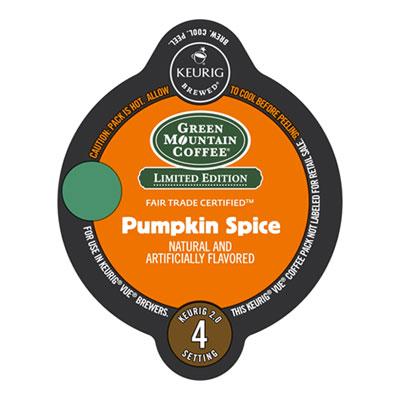 BREW, COOL, PEEL.
KEURIG
BREWED®
CAUTION: PACK IS HOT. ALLOW TO COOL BEFORE PEELING.
GREEN
MOUNTAIN
COFFEE®
LIMITED EDITION
FAIR TRADE CERTIFIED™
Pumpkin Spice
NATURAL AND
ARTIFICIALLY FLAVORED
FOR USE IN KEURIG® VUE® BREWERS.
THIS KEURIG® VUE® COFFEE PACK NOT LABELED FOR RETAIL SALE.
KEURIG 2.0
4
SETTING